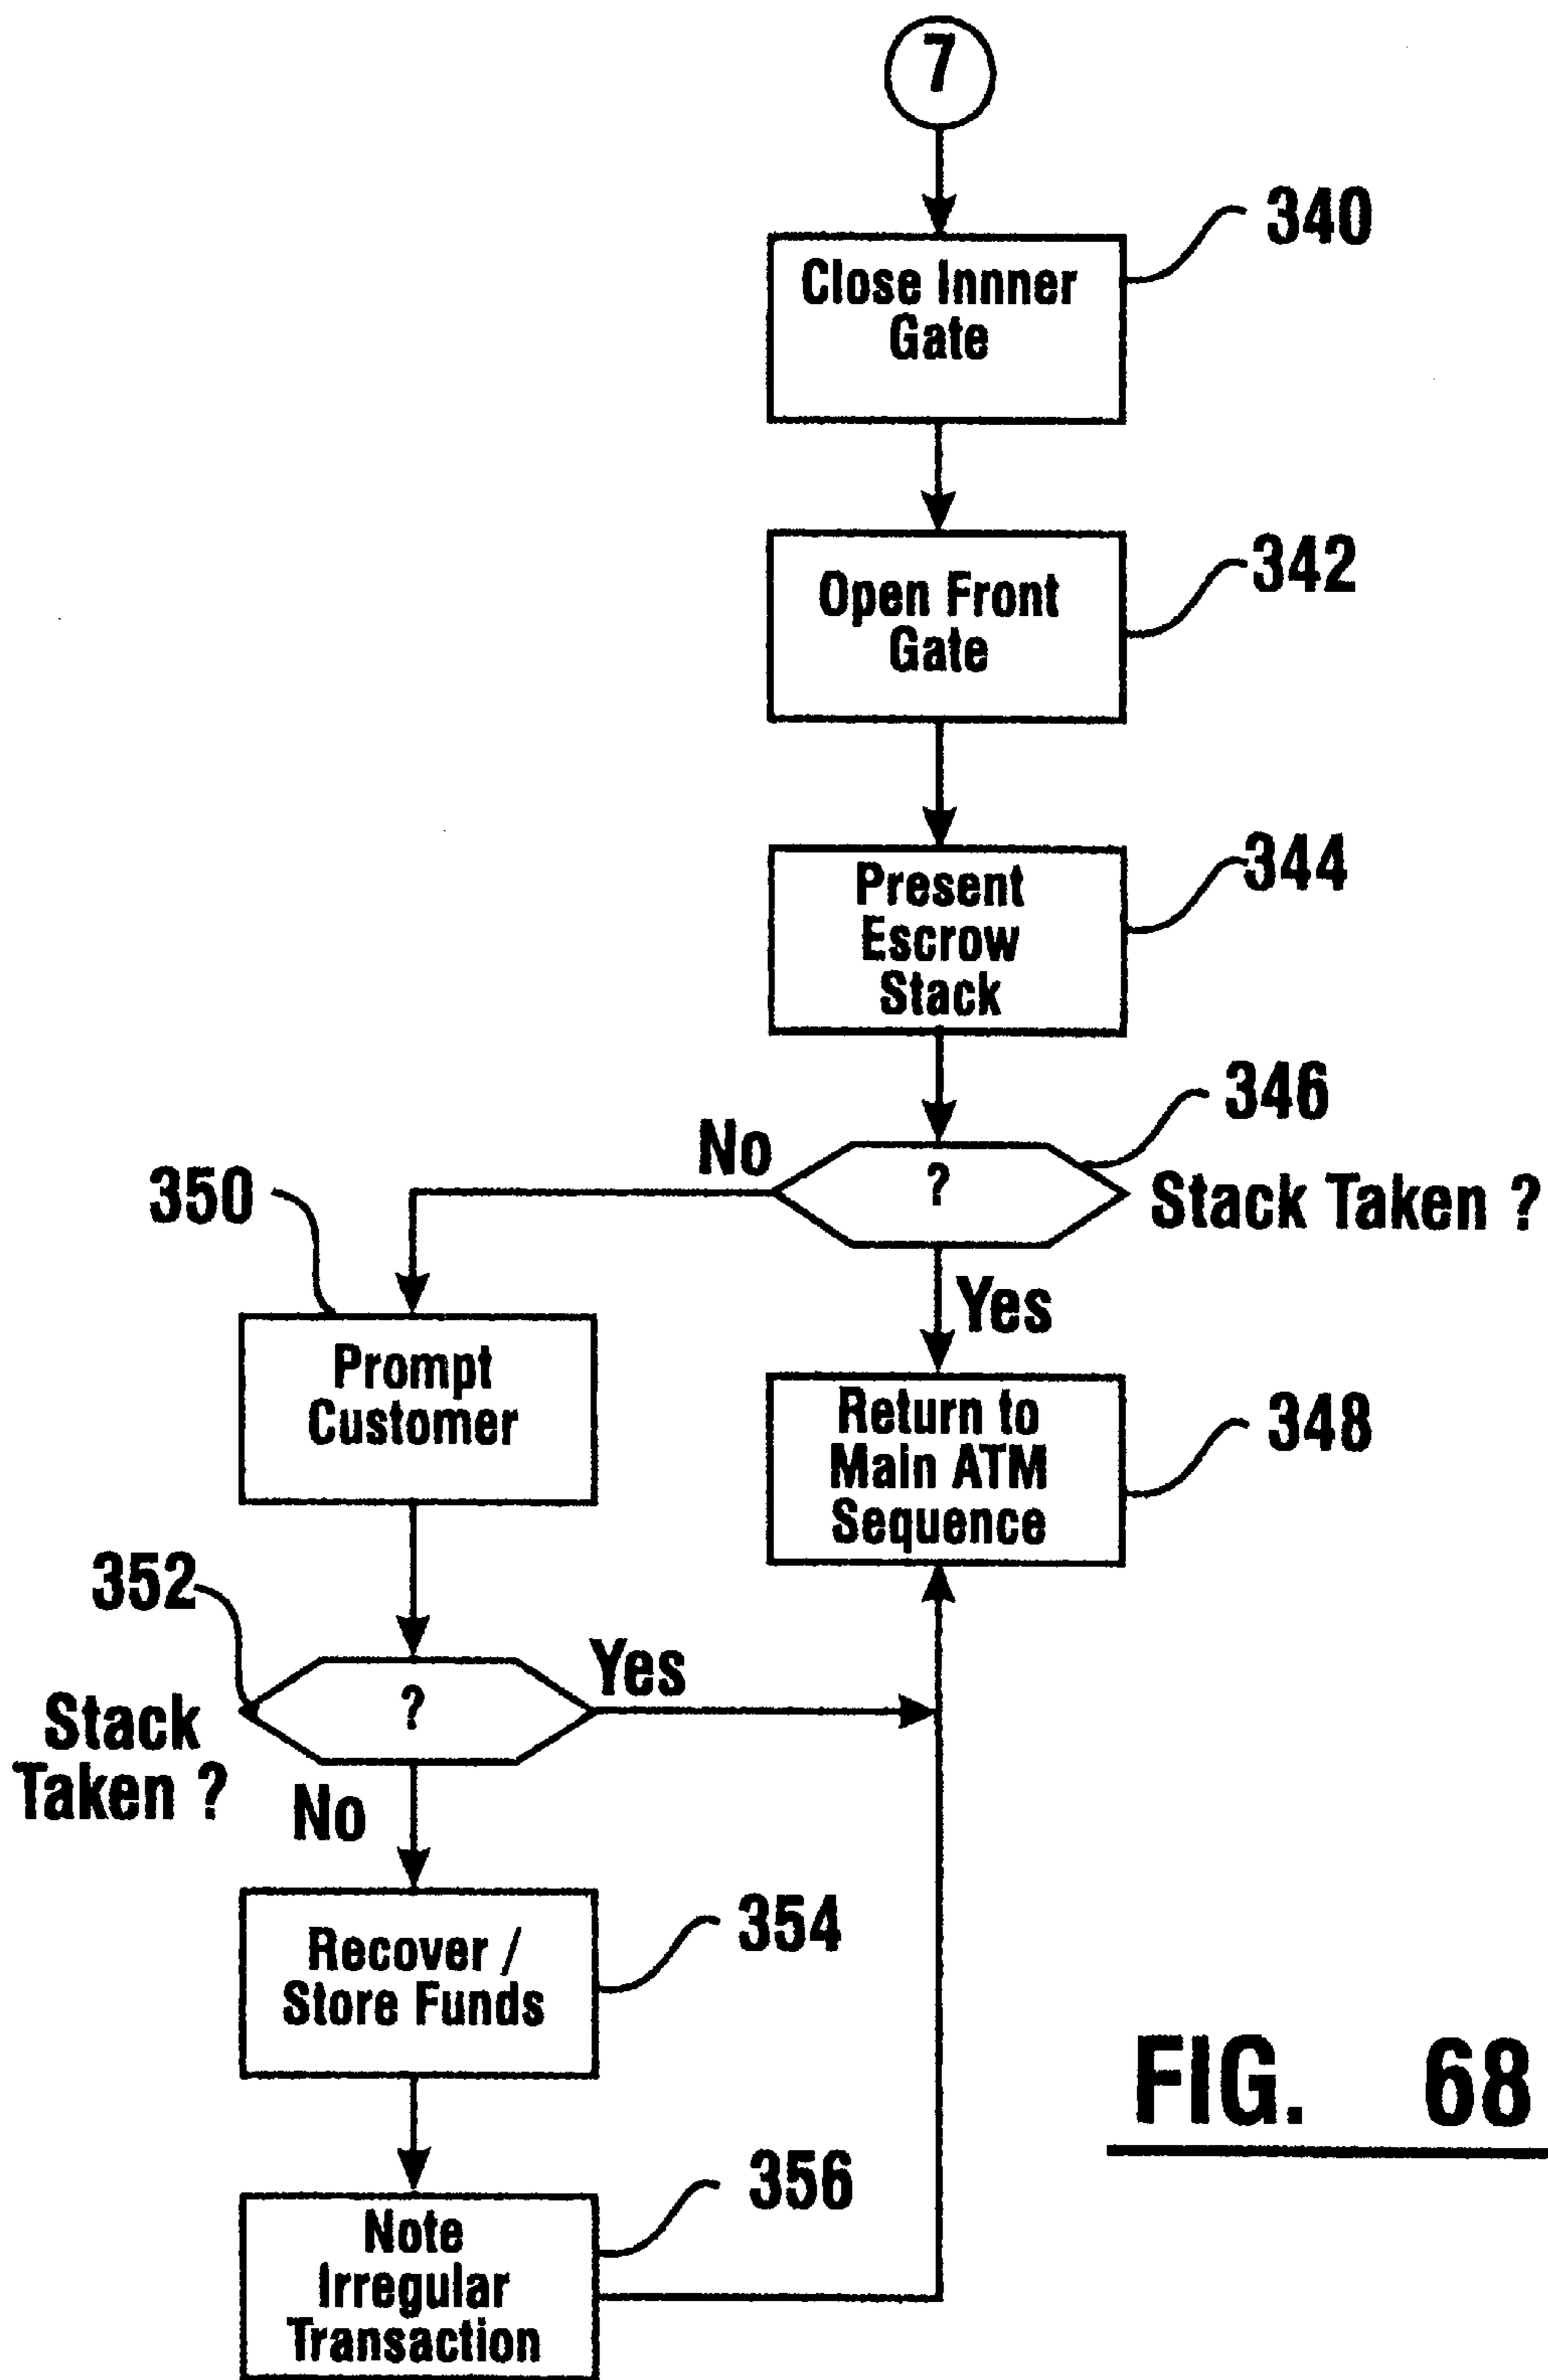 7
340
Close Innner
Gate
342
Open Front
Gate
344
Present
Escrow
Stack
346
No
?
Stack Taken ?
350
Yes
Prompt
Customer
Return to
Main ATM
Sequence
348
352
Yes
?
Stack
Taken ?
No
Recover /
Store Funds
354
FIG. 68
356
Note
Irregular
Transaction